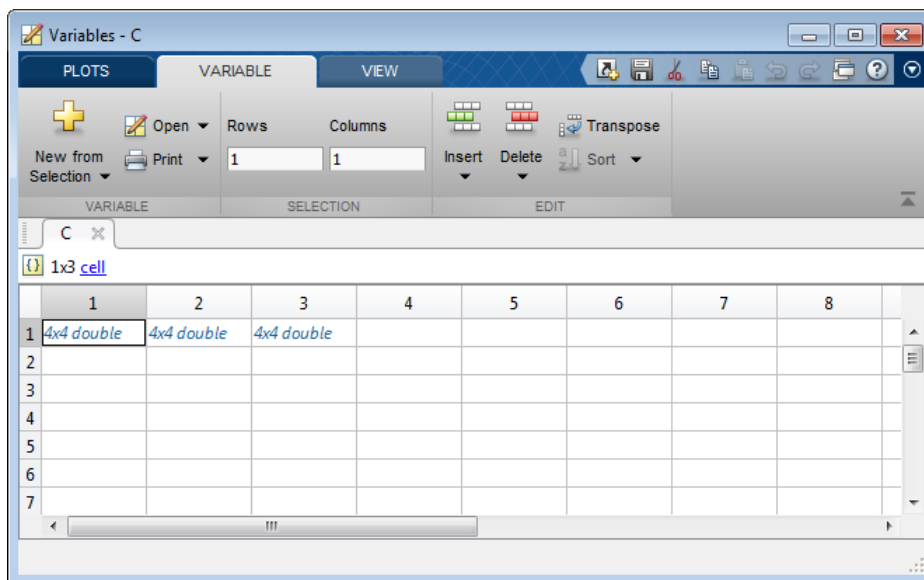 Variables - C
PLOTS VARIABLE VIEW
New from Selection
Open
Print
VARIABLE
Rows Columns
1 1
SELECTION
Insert Delete
Transpose
Sort
EDIT
C
1x3 cell
1 2 3 4 5 6 7 8
1 4x4 double 4x4 double 4x4 double
2
3
4
5
6
7